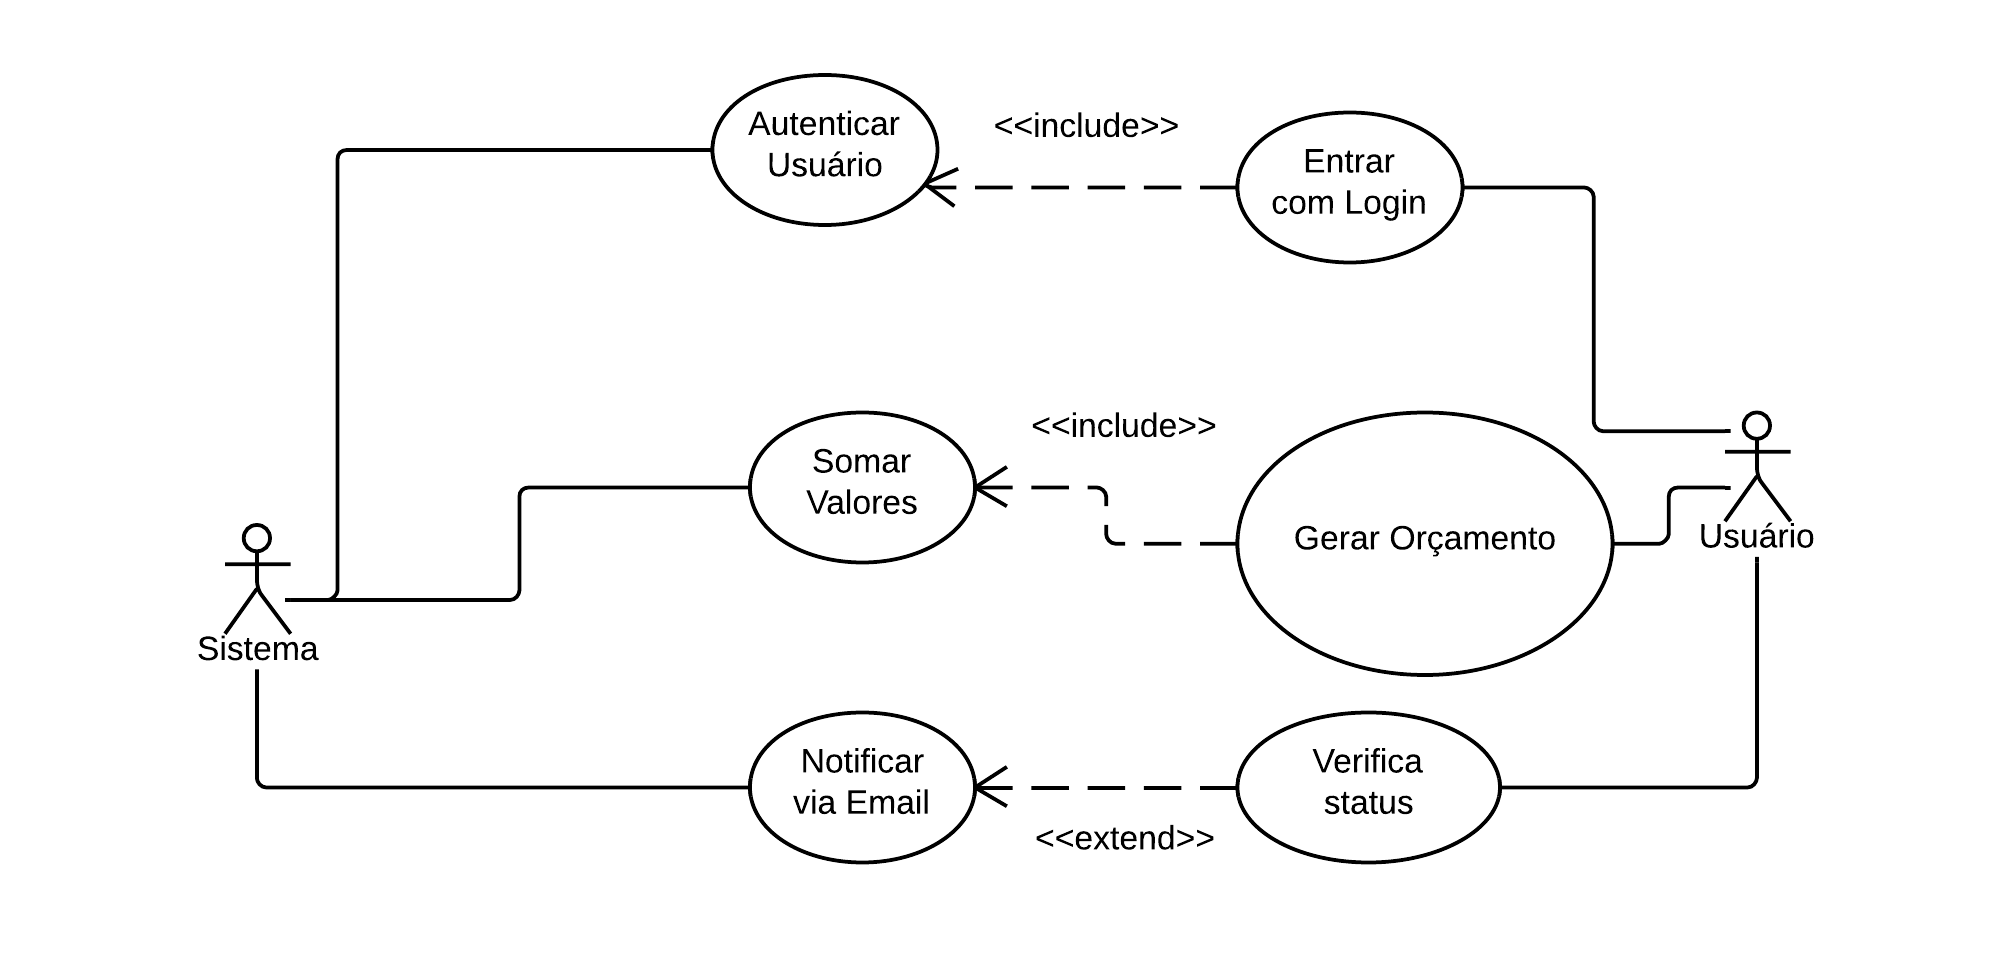 Autenticar
Usuário
<<include>>
Entrar
com Login
Somar
Valores
<<include>>
Gerar Orçamento
Usuário
Sistema
Notificar
via Email
<<extend>>
Verifica
status